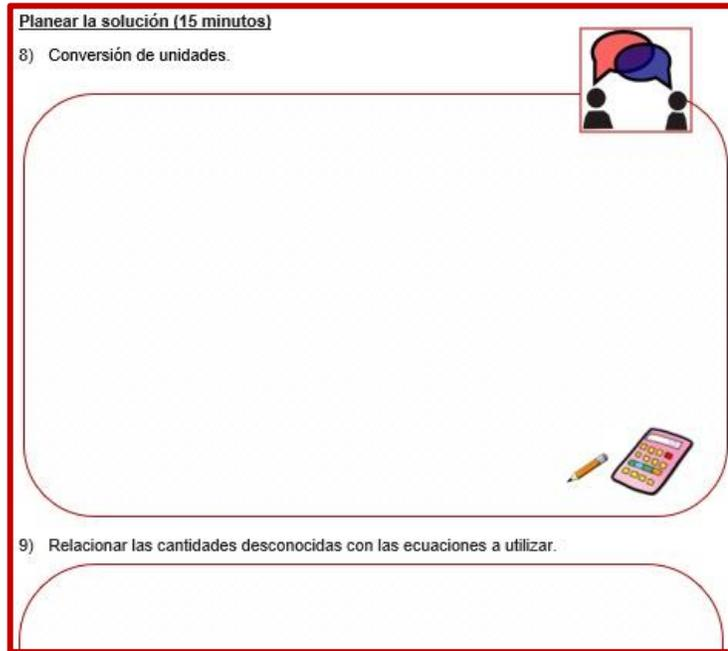 Planear la solución (15 minutos)
8) Conversión de unidades.
9) Relacionar las cantidades desconocidas con las ecuaciones a utilizar.